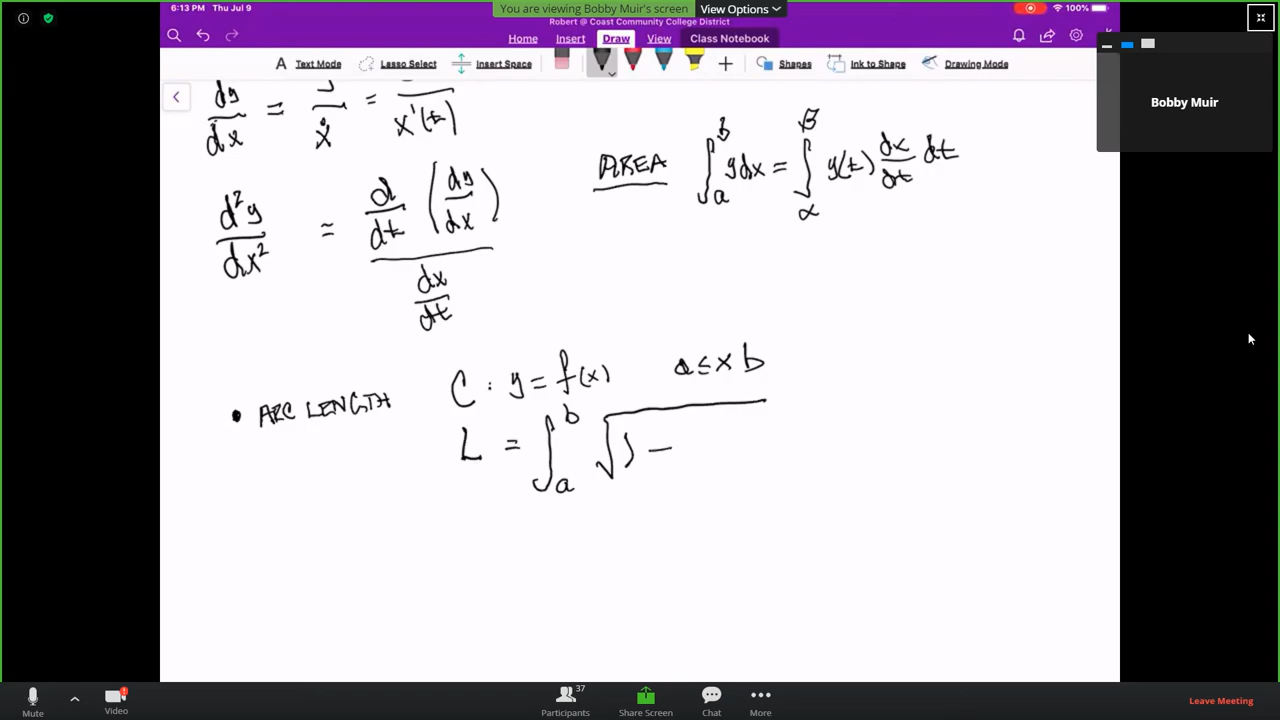 You are viewing Bobby Muir's screen View Options
6:13 PM Thu Jul 9 100%
Robert @ Coast Community College District
Home Insert Draw View Class Notebook
Text Mode Lasso Select Insert Space Shapes Ink to Shape Drawing Mode
Bobby Muir
dy/dx = y/ẋ = /x'(t)
AREA ∫_a^b y dx = ∫_α^β y(t) dx/dt dt
d²y/dx² = d/dt (dy/dx) / dx/dt
• ARC LENGTH C : y = f(x) a ≤ x b
L = ∫_a^b √1 −
Mute Video Participants 37 Share Screen Chat More Leave Meeting